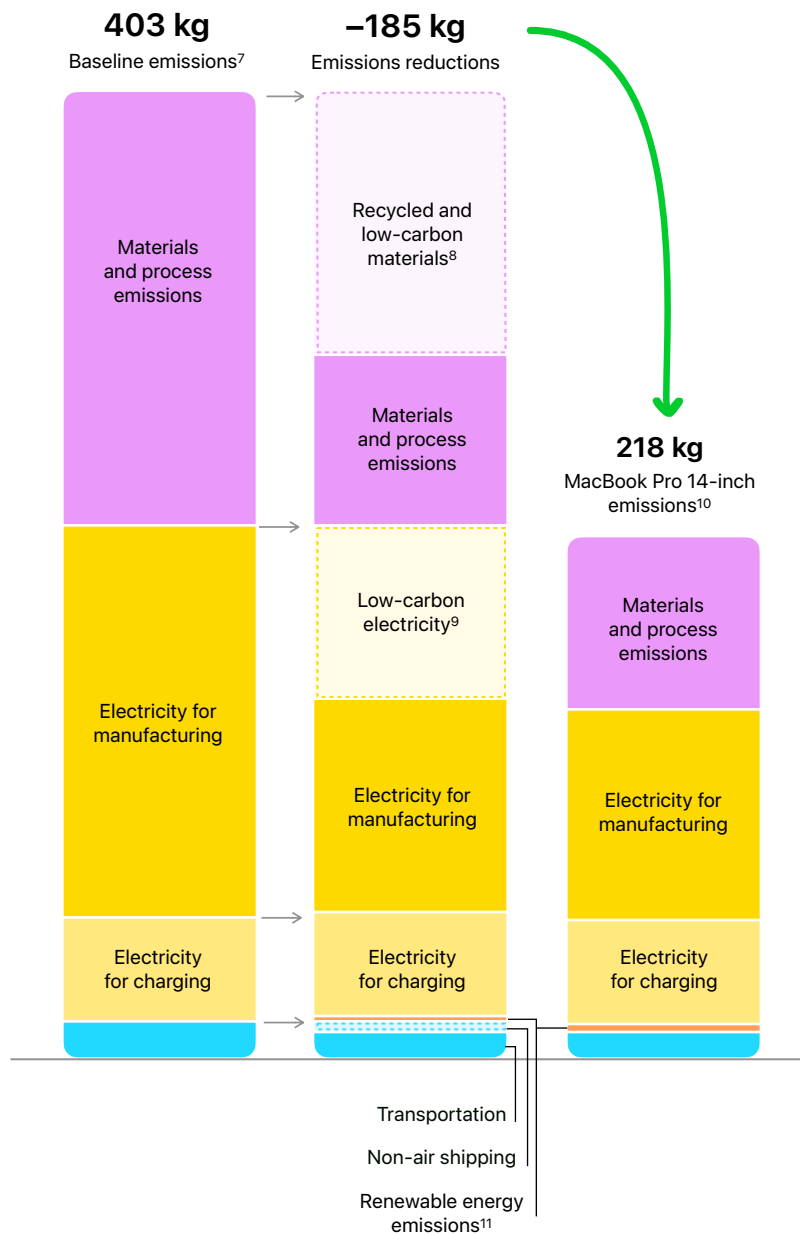 403 kg
Baseline emissions⁷
–185 kg
Emissions reductions
Materials
and process
emissions
Recycled and
low-carbon
materials⁸
Materials
and process
emissions
218 kg
MacBook Pro 14-inch
emissions¹⁰
Materials
and process
emissions
Low-carbon
electricity⁹
Electricity for
manufacturing
Electricity for
manufacturing
Electricity for
manufacturing
Electricity
for charging
Electricity
for charging
Electricity
for charging
Transportation
Non-air shipping
Renewable energy
emissions¹¹